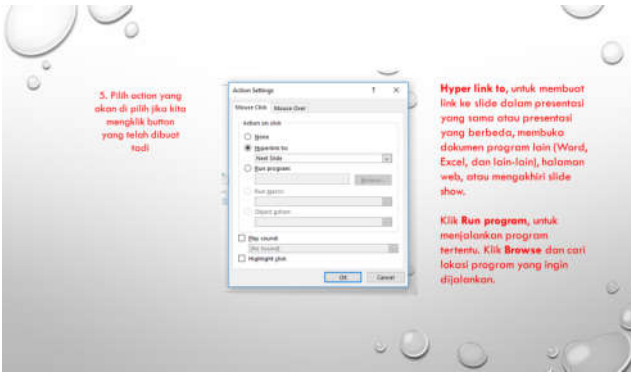 5. Pilih action yang
akan di pilih jika kita
mengklik button
yang telah dibuat
tadi
Action Settings
Mouse Click Mouse Over
Action on click
None
Hyperlink to:
Next Slide
Run program:
Browse...
Run macro:
Object action:
Play sound:
[No Sound]
Highlight click
OK Cancel
Hyper link to, untuk membuat
link ke slide dalam presentasi
yang sama atau presentasi
yang berbeda, membuka
dokumen program lain (Word,
Excel, dan lain-lain), halaman
web, atau mengakhiri slide
show.
Klik Run program, untuk
menjalankan program
tertentu. Klik Browse dan cari
lokasi program yang ingin
dijalankan.